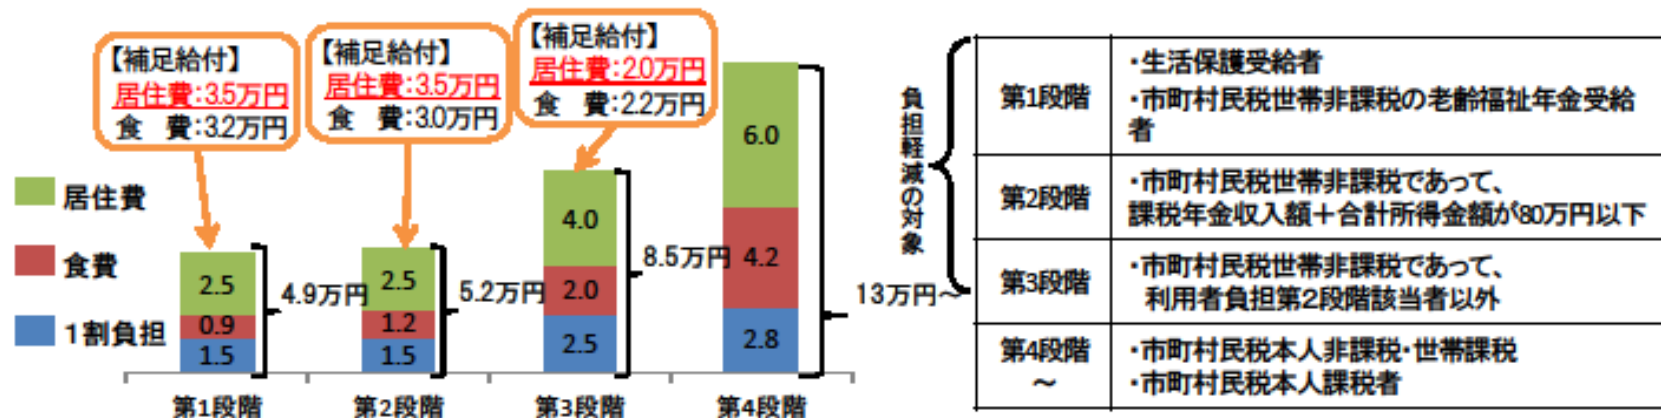 【補足給付】
居住費:3.5万円
食　費:3.2万円
【補足給付】
居住費:3.5万円
食　費:3.0万円
【補足給付】
居住費:2.0万円
食　費:2.2万円
居住費
食費
1割負担
2.5
0.9
1.5
4.9万円
2.5
1.2
1.5
5.2万円
4.0
2.0
2.5
8.5万円
6.0
4.2
2.8
13万円～
第1段階
第2段階
第3段階
第4段階
負担軽減の対象
第1段階
・生活保護受給者
・市町村民税世帯非課税の老齢福祉年金受給
者
第2段階
・市町村民税世帯非課税であって、
課税年金収入額＋合計所得金額が80万円以下
第3段階
・市町村民税世帯非課税であって、
利用者負担第2段階該当者以外
第4段階
～
・市町村民税本人非課税・世帯課税
・市町村民税本人課税者